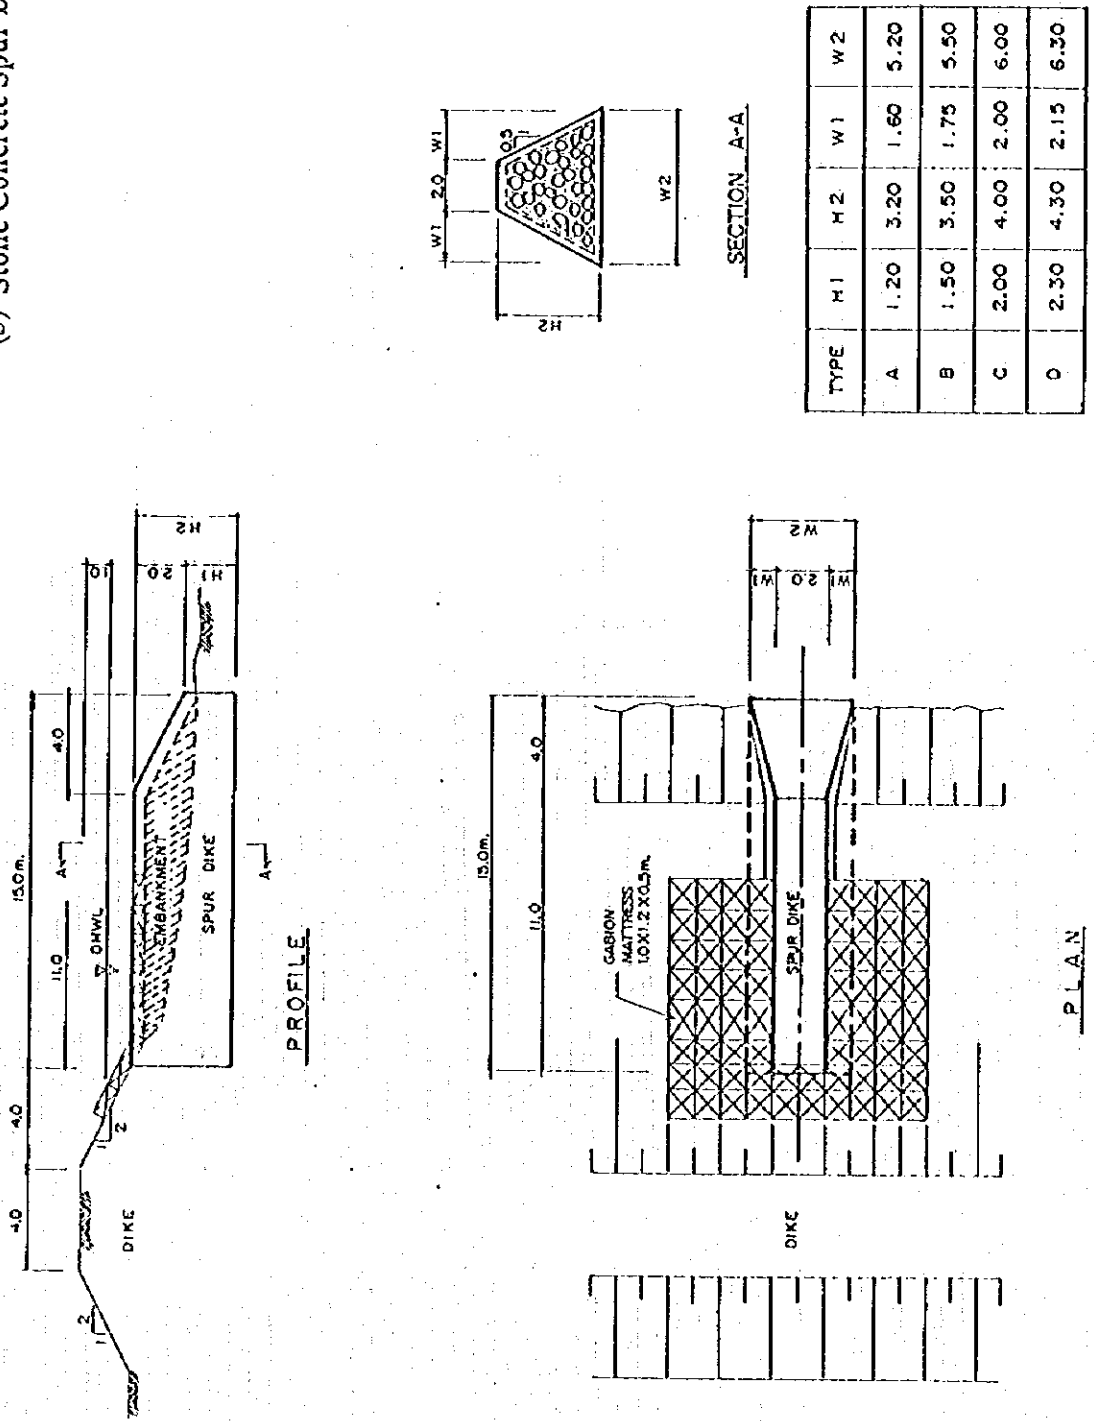 Stone Concrete Spur
15.0m.
4.0
4.0
11.0
4.0
1.0
2.0
H1
H2
A
A
DHWL
EMBANKMENT
SPUR DIKE
DIKE
1
2
1
2
PROFILE
W1
2.0
W1
0.5
1
H2
W2
SECTION A-A
15.0m.
11.0
4.0
W1
2.0
W1
W2
GABION
MATTRESS
1.0X1.2X0.5m.
SPUR DIKE
DIKE
PLAN
TYPE H1 H2 W1 W2
A 1.20 3.20 1.60 5.20
B 1.50 3.50 1.75 5.50
C 2.00 4.00 2.00 6.00
D 2.30 4.30 2.15 6.30